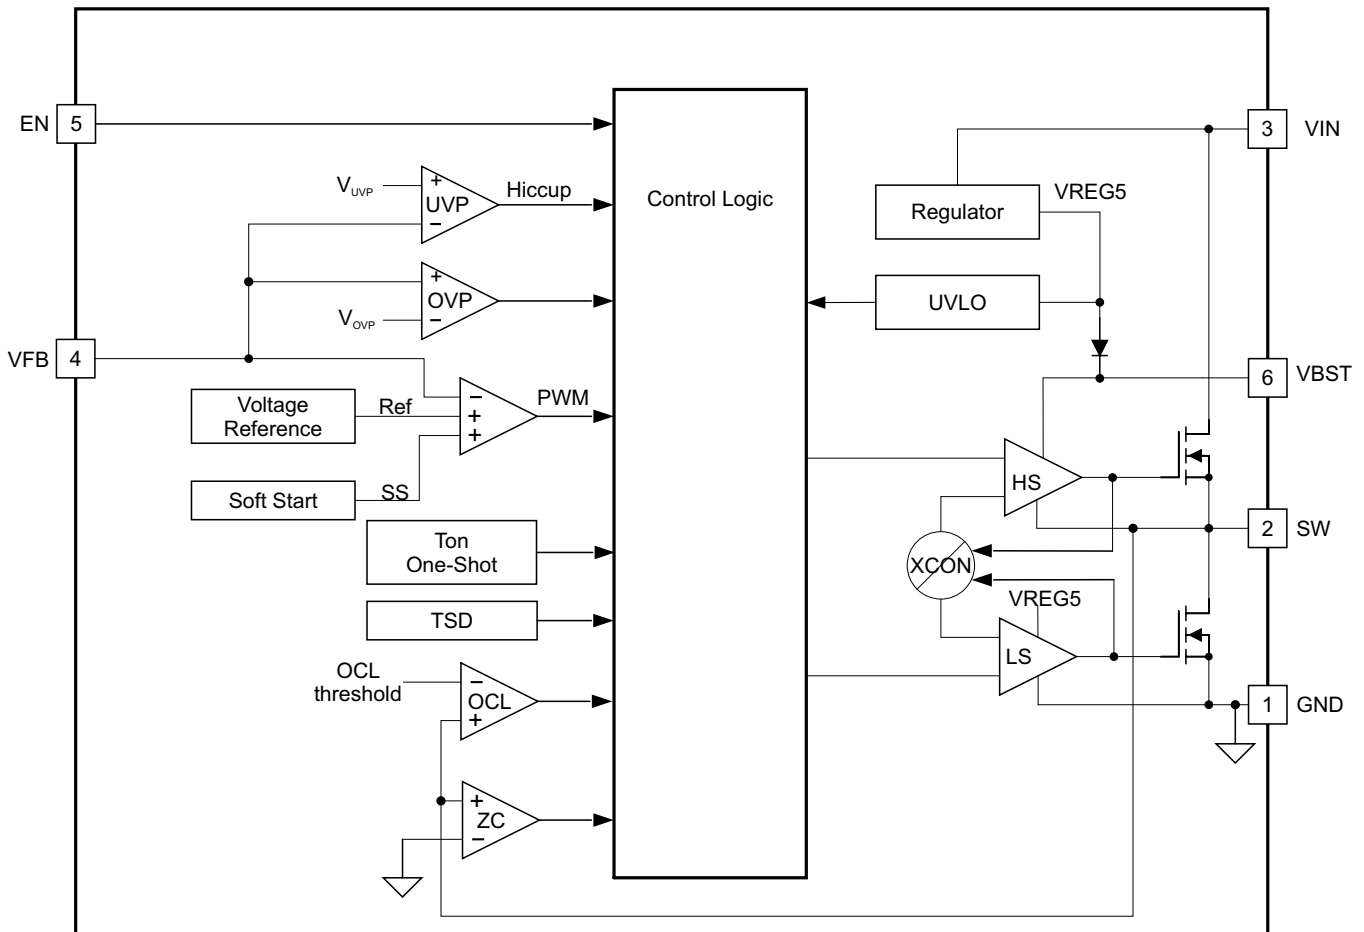 EN
5
3
VIN
V UVP
+
UVP
−
Hiccup
Control Logic
Regulator
VREG5
+
OVP
−
V OVP
UVLO
VFB
4
6
VBST
Voltage
Reference
Ref
−
+
+
PWM
Soft Start
SS
HS
2
SW
Ton
One-Shot
XCON
TSD
VREG5
LS
OCL
threshold
−
OCL
+
1
GND
+
ZC
−